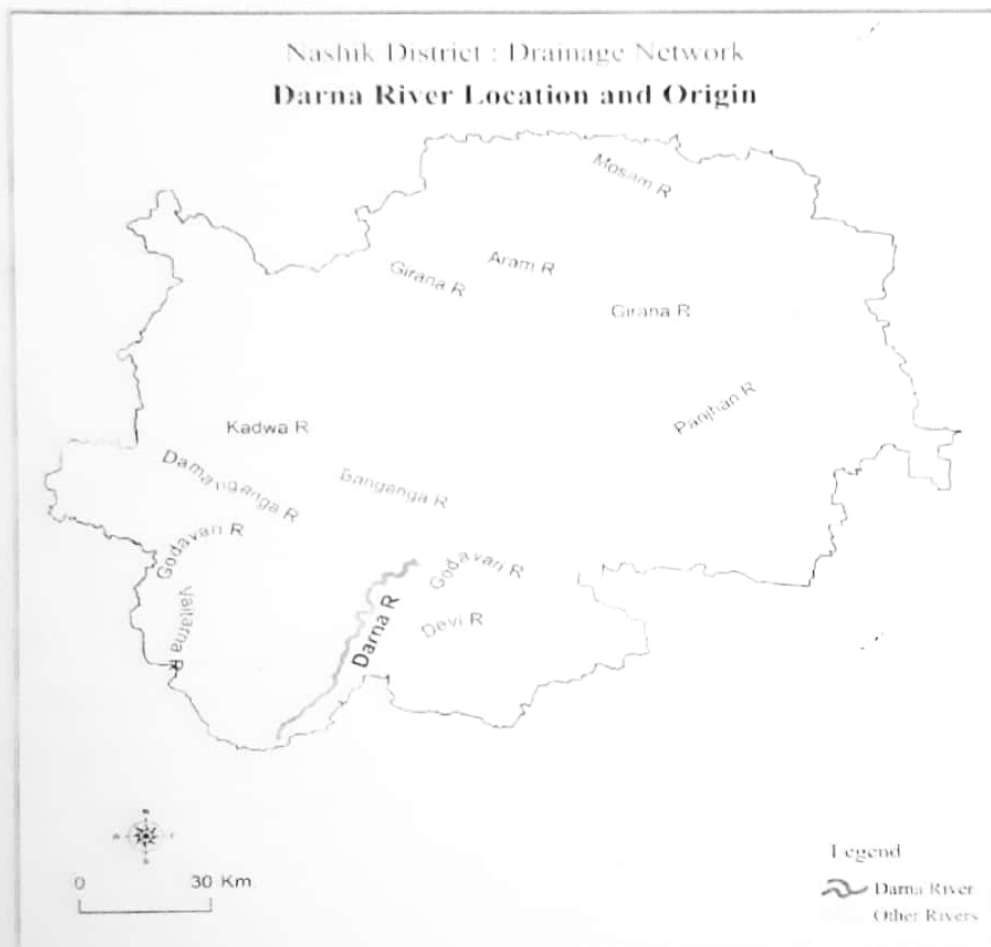 Nashik District : Drainage Network
Darna River Location and Origin
Mosam R
Aram R
Girana R
Girana R
Panjhan R
Kadwa R
Damanganga R
Banganga R
Godavari R
Godavari R
Vaitarna R
Darna R
Devi R
0 30 Km
Legend
Darna River
Other Rivers